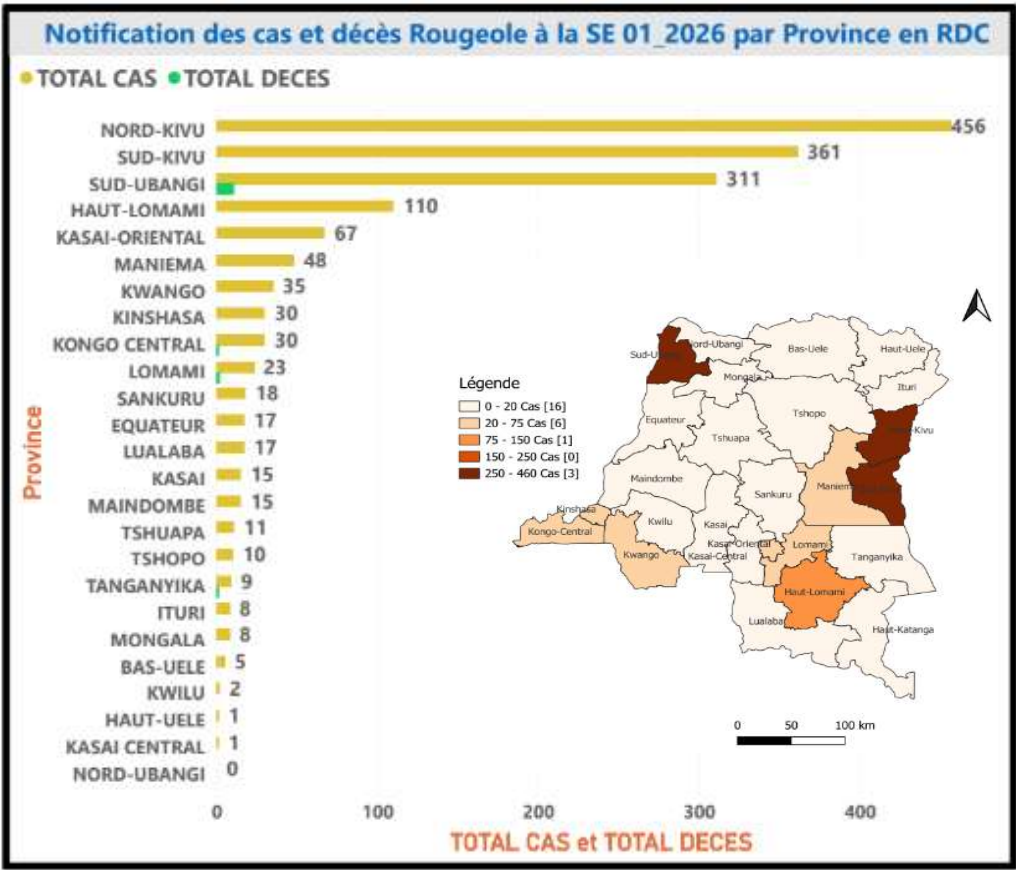 Notification des cas et décès Rougeole à la SE 01_2026 par Province en RDC
TOTAL CAS TOTAL DECES
Province
NORD-KIVU 456
SUD-KIVU 361
SUD-UBANGI 311
HAUT-LOMAMI 110
KASAI-ORIENTAL 67
MANIEMA 48
KWANGO 35
KINSHASA 30
KONGO CENTRAL 30
LOMAMI 23
SANKURU 18
EQUATEUR 17
LUALABA 17
KASAI 15
MAINDOMBE 15
TSHUAPA 11
TSHOPO 10
TANGANYIKA 9
ITURI 8
MONGALA 8
BAS-UELE 5
KWILU 2
HAUT-UELE 1
KASAI CENTRAL 1
NORD-UBANGI 0
0 100 200 300 400
TOTAL CAS et TOTAL DECES
Légende
0 - 20 Cas [16]
20 - 75 Cas [6]
75 - 150 Cas [1]
150 - 250 Cas [0]
250 - 460 Cas [3]
Nord-Ubangi
Bas-Uele
Haut-Uele
Mongala
Ituri
Equateur
Tshopo
Tshuapa
Maindombe
Maniema
Sankuru
Kinshasa
Kongo-Central
Kwilu
Kasai
Kwango
Kasai-Oriental
Kasai-Central
Lomami
Tanganyika
Haut-Lomami
Lualaba
Haut-Katanga
0 50 100 km